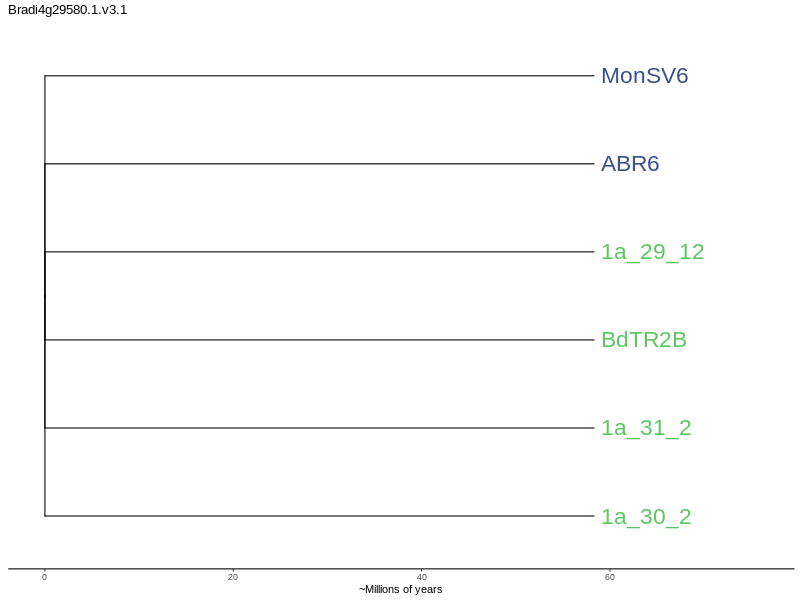 Bradi4g29580.1.v3.1
MonSV6
ABR6
1a_29_12
BdTR2B
1a_31_2
1a_30_2
0 20 40 60
~Millions of years